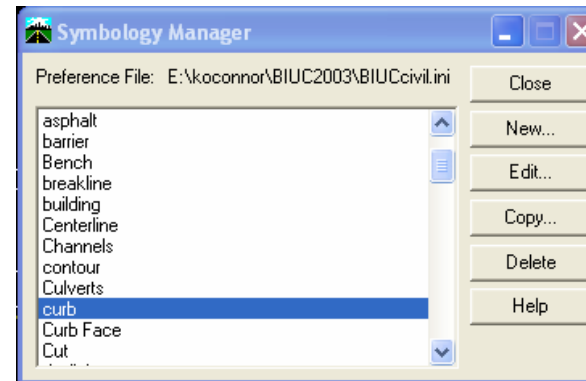 Symbology Manager
Preference File: E:\koconnor\BIUC2003\BIUCcivil.ini
Close
New...
Edit...
Copy...
Delete
Help
asphalt
barrier
Bench
breakline
building
Centerline
Channels
contour
Culverts
curb
Curb Face
Cut